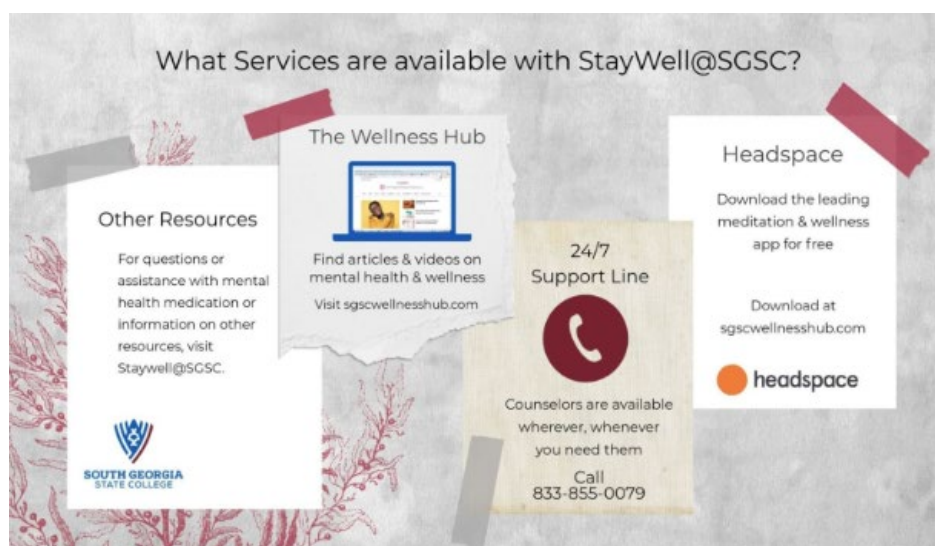 What Services are available with StayWell@SGSC?
Other Resources
For questions or
assistance with mental
health medication or
information on other
resources, visit
Staywell@SGSC.
SOUTH GEORGIA
STATE COLLEGE
The Wellness Hub
Find articles & videos on
mental health & wellness
Visit sgscwellnesshub.com
24/7
Support Line
Counselors are available
wherever, whenever
you need them
Call
833-855-0079
Headspace
Download the leading
meditation & wellness
app for free
Download at
sgscwellnesshub.com
headspace